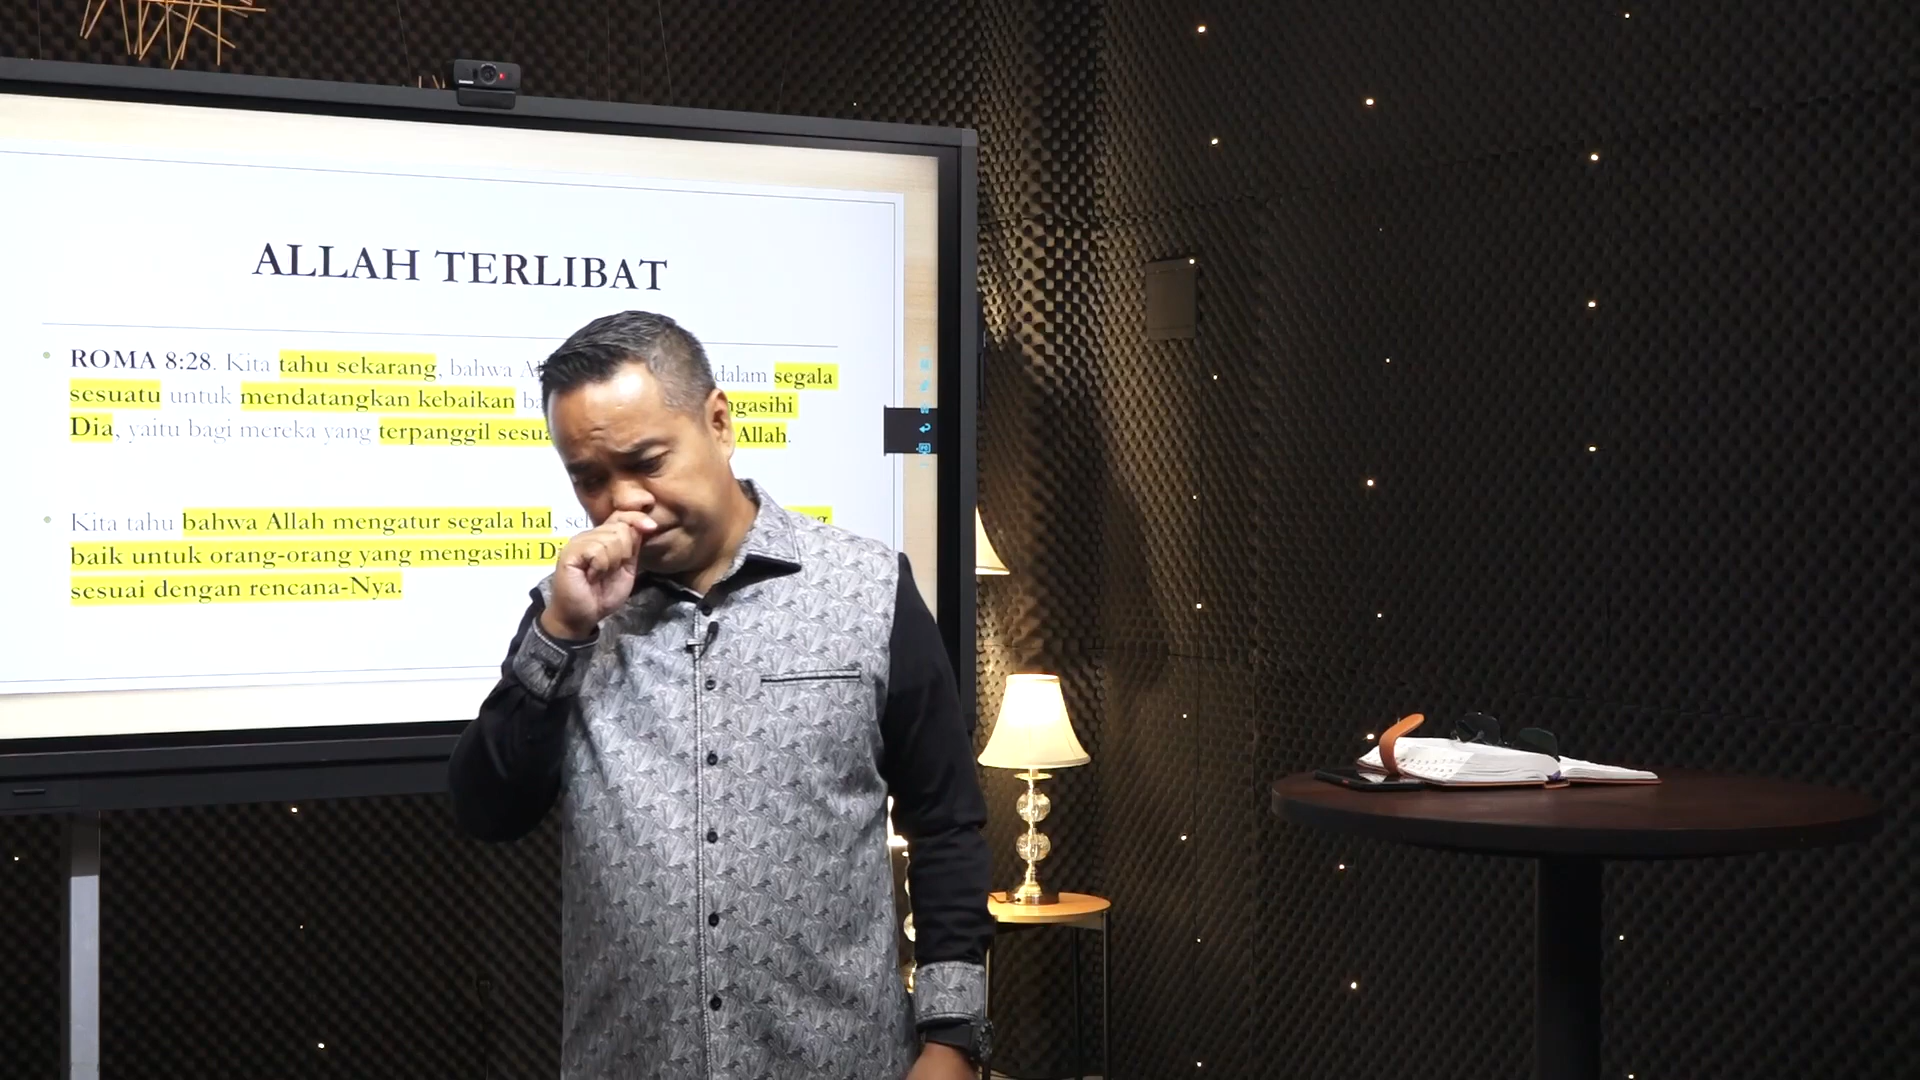 ALLAH TERLIBAT
ROMA 8:28. Kita tahu sekarang, bahwa dalam segala
sesuatu untuk mendatangkan kebaikan
Dia, yaitu bagi mereka yang terpanggil Allah.
Kita tahu bahwa Allah mengatur segala hal,
baik untuk orang-orang yang mengasihi
sesuai dengan rencana-Nya.